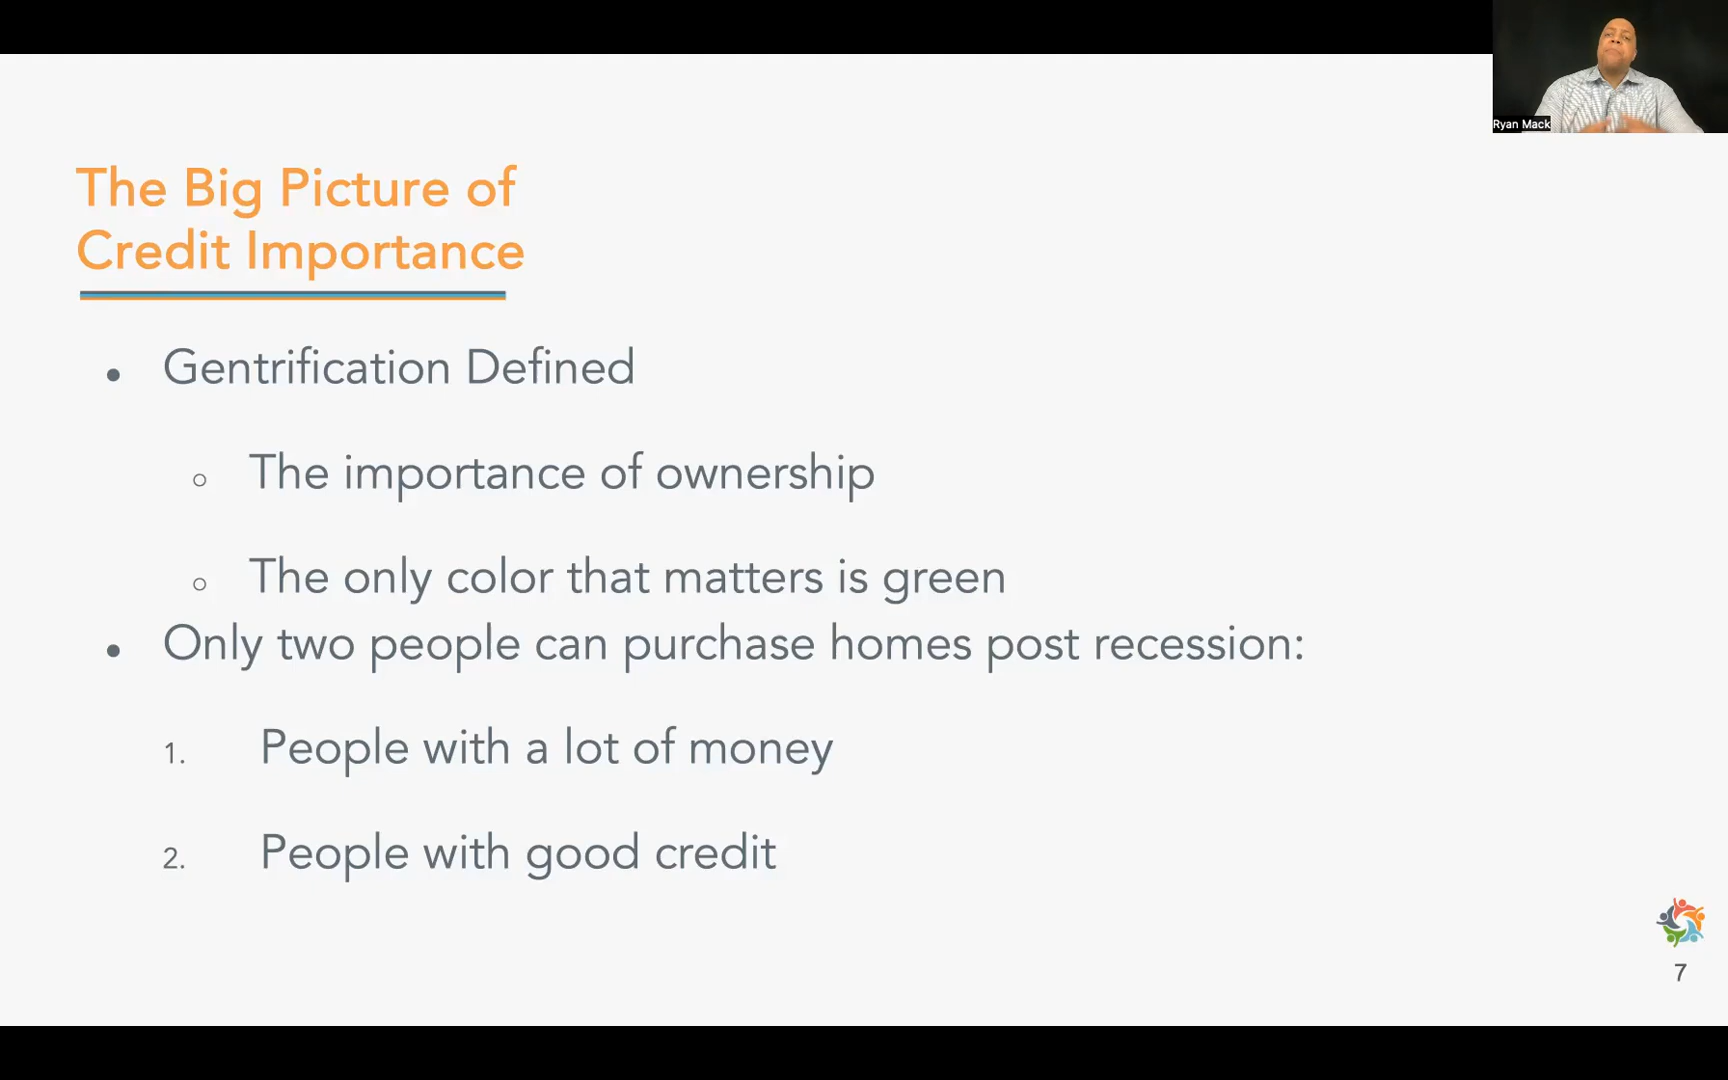 Ryan Mack
The Big Picture of
Credit Importance
• Gentrification Defined
○ The importance of ownership
○ The only color that matters is green
• Only two people can purchase homes post recession:
1. People with a lot of money
2. People with good credit
7